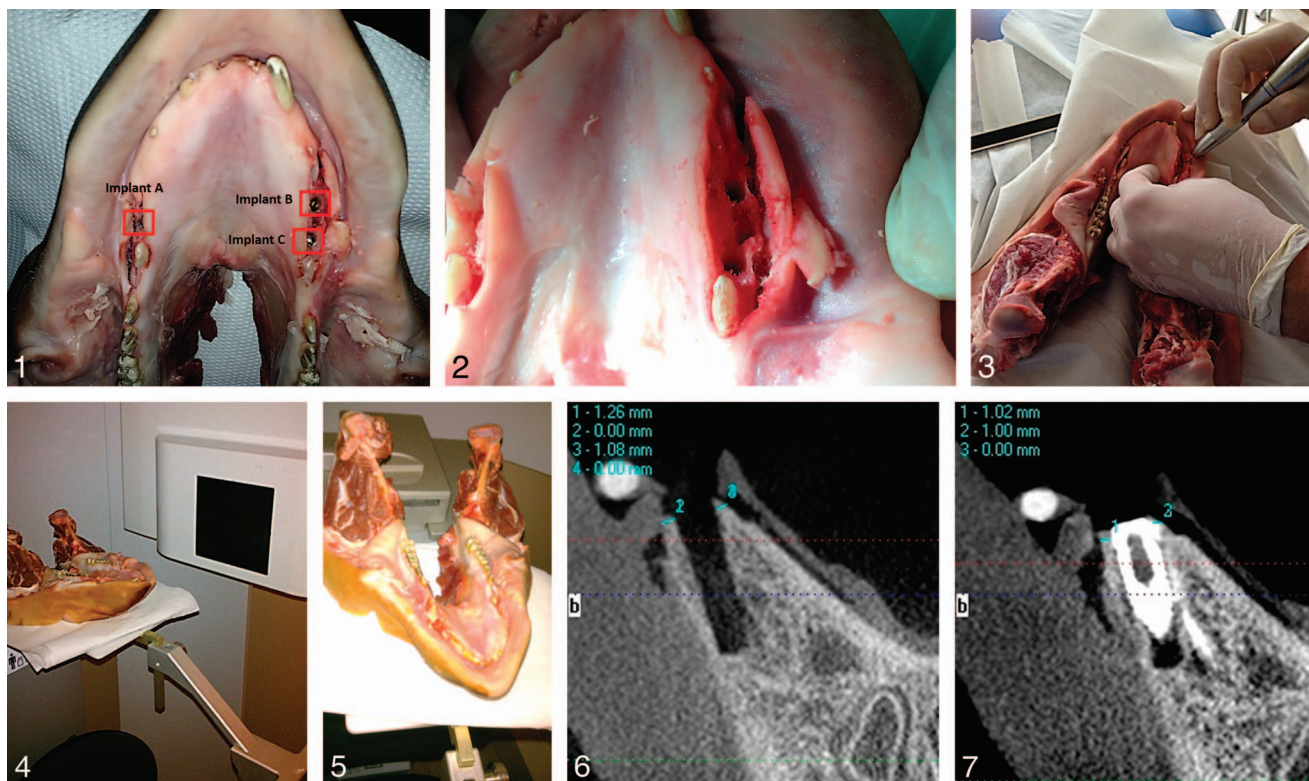 Implant A
Implant B
Implant C
1
2
3
4
5
1 - 1.26 mm
2 - 0.00 mm
3 - 1.08 mm
4 - 0.00 mm
1
b
6
1 - 1.02 mm
2 - 1.00 mm
3 - 0.00 mm
1
2
b
7